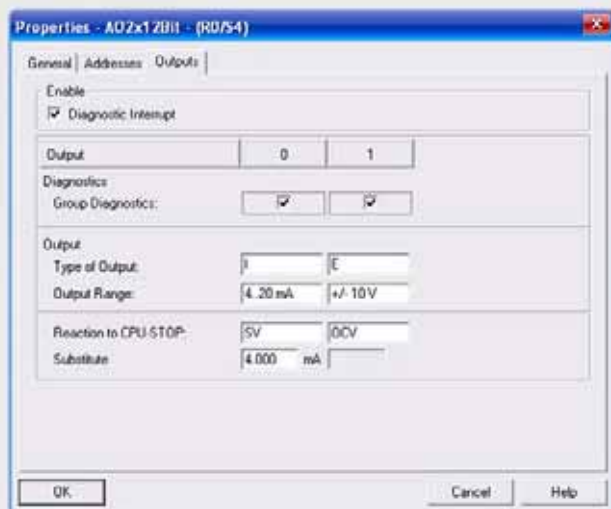 Properties - AO2x12Bit - (R0/S4)
General Addresses Outputs
Enable
Diagnostic Interrupt
Output 0 1
Diagnostics
Group Diagnostics:
Output
Type of Output: I E
Output Range: 4..20 mA +/- 10 V
Reaction to CPU-STOP: SV OCV
Substitute 4.000 mA
OK Cancel Help